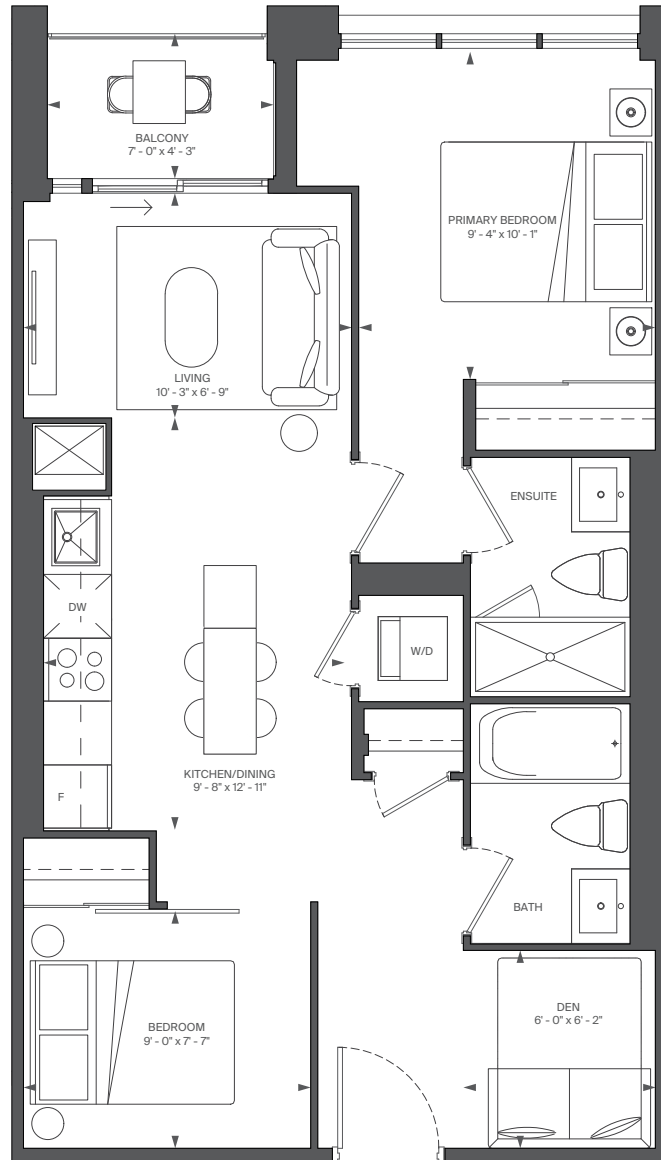 BALCONY
7' - 0" x 4' - 3"
PRIMARY BEDROOM
9' - 4" x 10' - 1"
LIVING
10' - 3" x 6' - 9"
ENSUITE
DW
W/D
KITCHEN/DINING
9' - 8" x 12' - 11"
F
BATH
DEN
6' - 0" x 6' - 2"
BEDROOM
9' - 0" x 7' - 7"